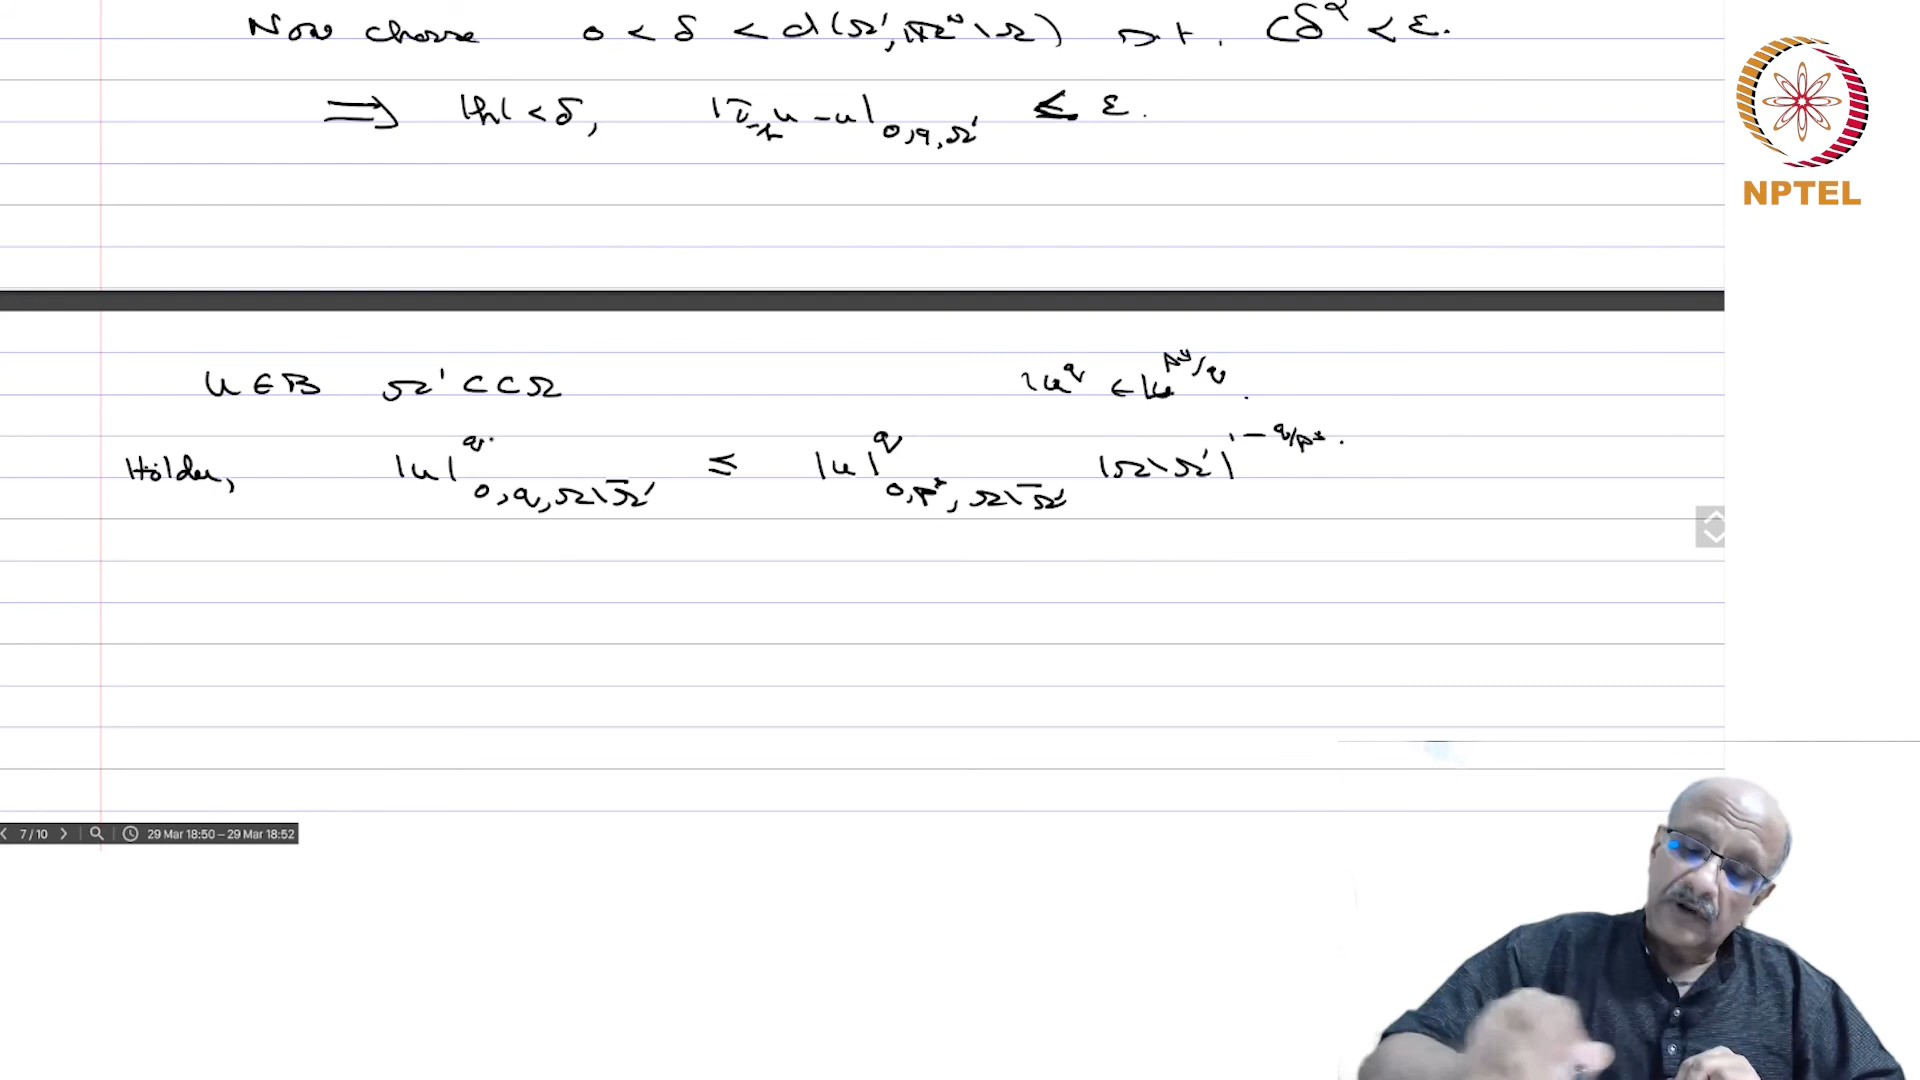 Now choose 0 < δ < d(Ω', ℝᴺ\Ω) s.t. Cδ^α < ε.
⇒ |h| < δ, |τ₋ₕu − u|_{0,q,Ω'} ≤ ε.
NPTEL
u ∈ B Ω' ⊂⊂ Ω |u|^q ∈ L^{p*/q}.
Hölder, |u|^q_{0,q,Ω\Ω̄'} ≤ |u|^q_{0,p*,Ω\Ω̄'} |Ω\Ω'|^{1−q/p*}.
7 / 10 29 Mar 18:50 – 29 Mar 18:52